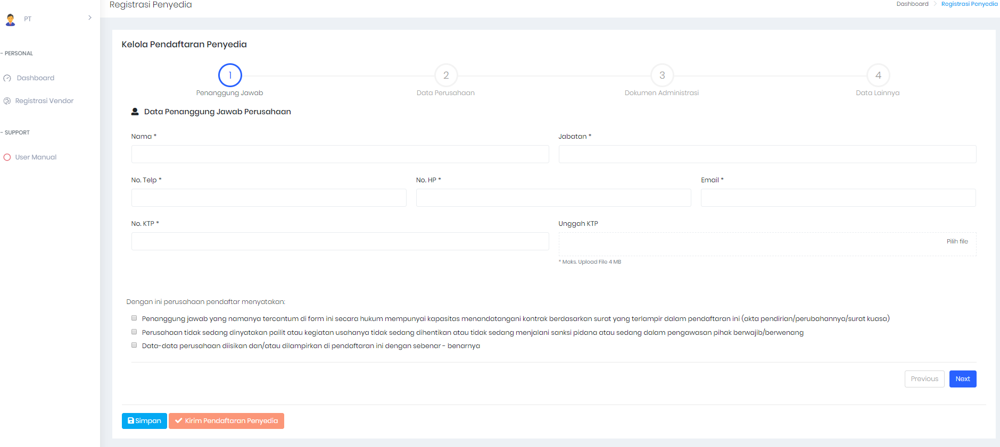 Registrasi Penyedia
Dashboard > Registrasi Penyedia
PT
- PERSONAL
Dashboard
Registrasi Vendor
- SUPPORT
User Manual
Kelola Pendaftaran Penyedia
1 2 3 4
Penanggung Jawab Data Perusahaan Dokumen Administrasi Data Lainnya
Data Penanggung Jawab Perusahaan
Nama * Jabatan *
No. Telp * No. HP * Email *
No. KTP * Unggah KTP
Pilih file
* Maks. Upload File 4 MB
Dengan ini perusahaan pendaftar menyatakan:
Penanggung jawab yang namanya tercantum di form ini secara hukum mempunyai kapasitas menandatangani kontrak berdasarkan surat yang terlampir dalam pendaftaran ini (akta pendirian/perubahannya/surat kuasa)
Perusahaan tidak sedang dinyatakan pailit atau kegiatan usahanya tidak sedang dihentikan atau tidak sedang menjalani sanksi pidana atau sedang dalam pengawasan pihak berwajib/berwenang
Data-data perusahaan diisikan dan/atau dilampirkan di pendaftaran ini dengan sebenar - benarnya
Previous Next
Simpan Kirim Pendaftaran Penyedia